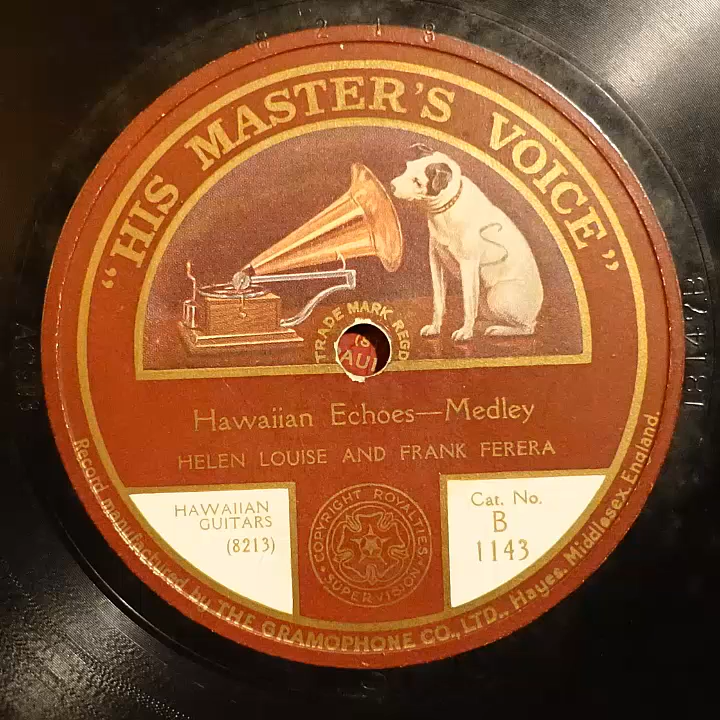 8213
"HIS MASTER'S VOICE"
TRADE MARK REGD
Hawaiian Echoes—Medley
HELEN LOUISE AND FRANK FERERA
HAWAIIAN
GUITARS
(8213)
COPYRIGHT ROYALTIES
SUPERVISION
Cat. No.
B
1143
Record manufactured by THE GRAMOPHONE CO., LTD., Hayes, Middlesex, England.